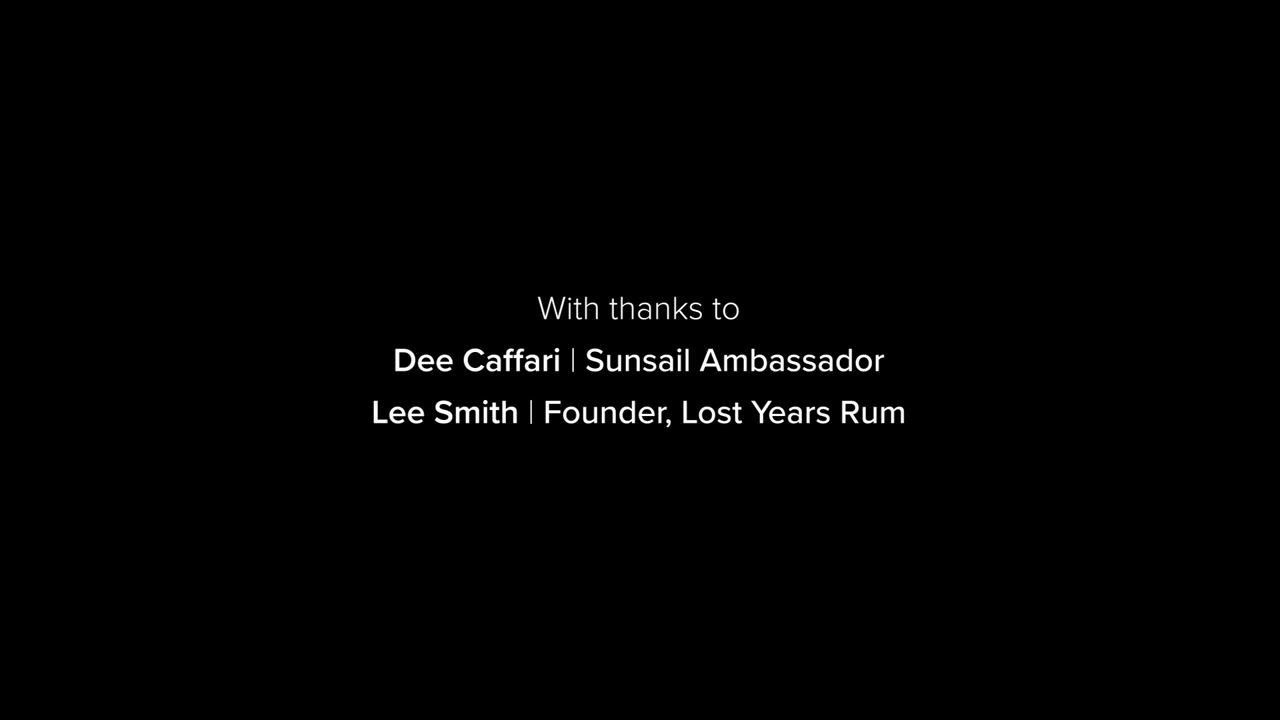 With thanks to
Dee Caffari | Sunsail Ambassador
Lee Smith | Founder, Lost Years Rum